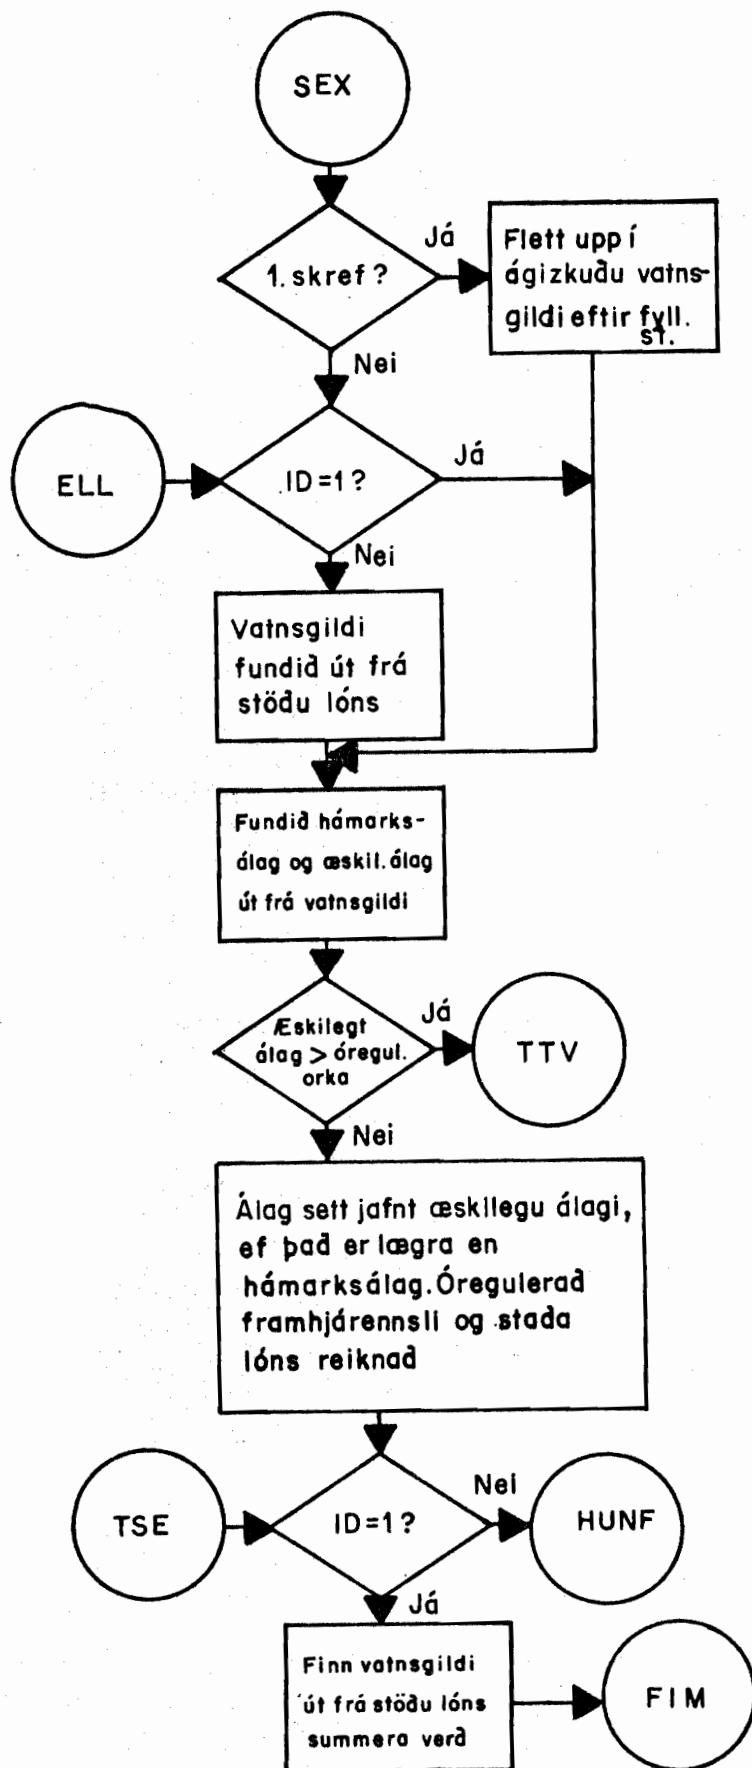 SEX
1. skref?
Já
Flett upp í
ágizkuðu vatns-
gildi eftir fyll.
st.
Nei
ELL
ID=1?
Já
Nei
Vatnsgildi
fundið út frá
stöðu lóns
Fundið hámarks-
álag og æskil. álag
út frá vatnsgildi
Æskilegt
álag > óregul.
orka
Já
TTV
Nei
Álag sett jafnt æskilegu álagi,
ef það er lægra en
hámarksálag. Óregulerað
framhjárennsli og staða
lóns reiknað
TSE
ID=1?
Nei
HUNF
Já
Finn vatnsgildi
út frá stöðu lóns
summera verð
FIM